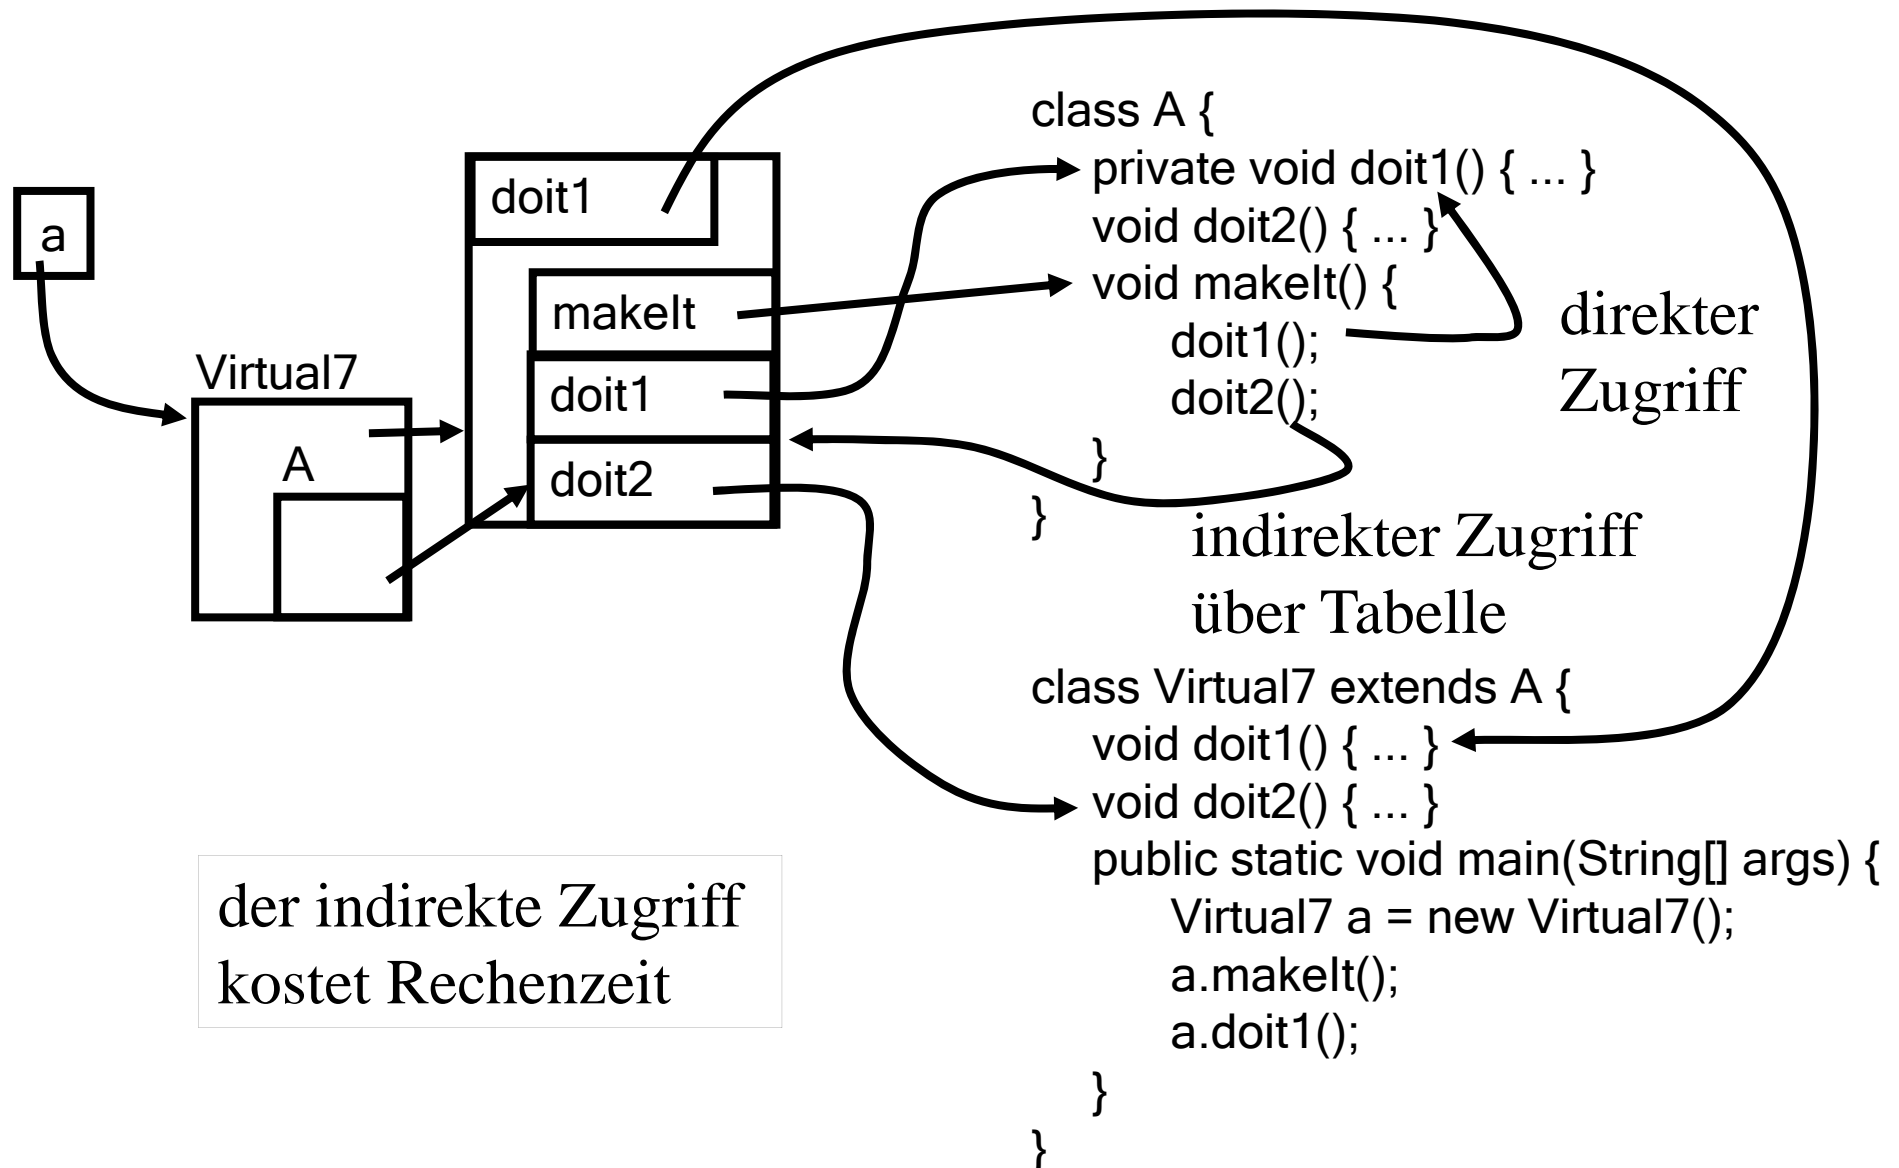 a
Virtual7
A
doit1
makeIt
doit1
doit2
class A {
private void doit1() { ... }
void doit2() { ... }
void makeIt() {
doit1();
doit2();
}
}
direkter
Zugriff
indirekter Zugriff
über Tabelle
class Virtual7 extends A {
void doit1() { ... }
void doit2() { ... }
public static void main(String[] args) {
Virtual7 a = new Virtual7();
a.makeIt();
a.doit1();
}
}
der indirekte Zugriff
kostet Rechenzeit